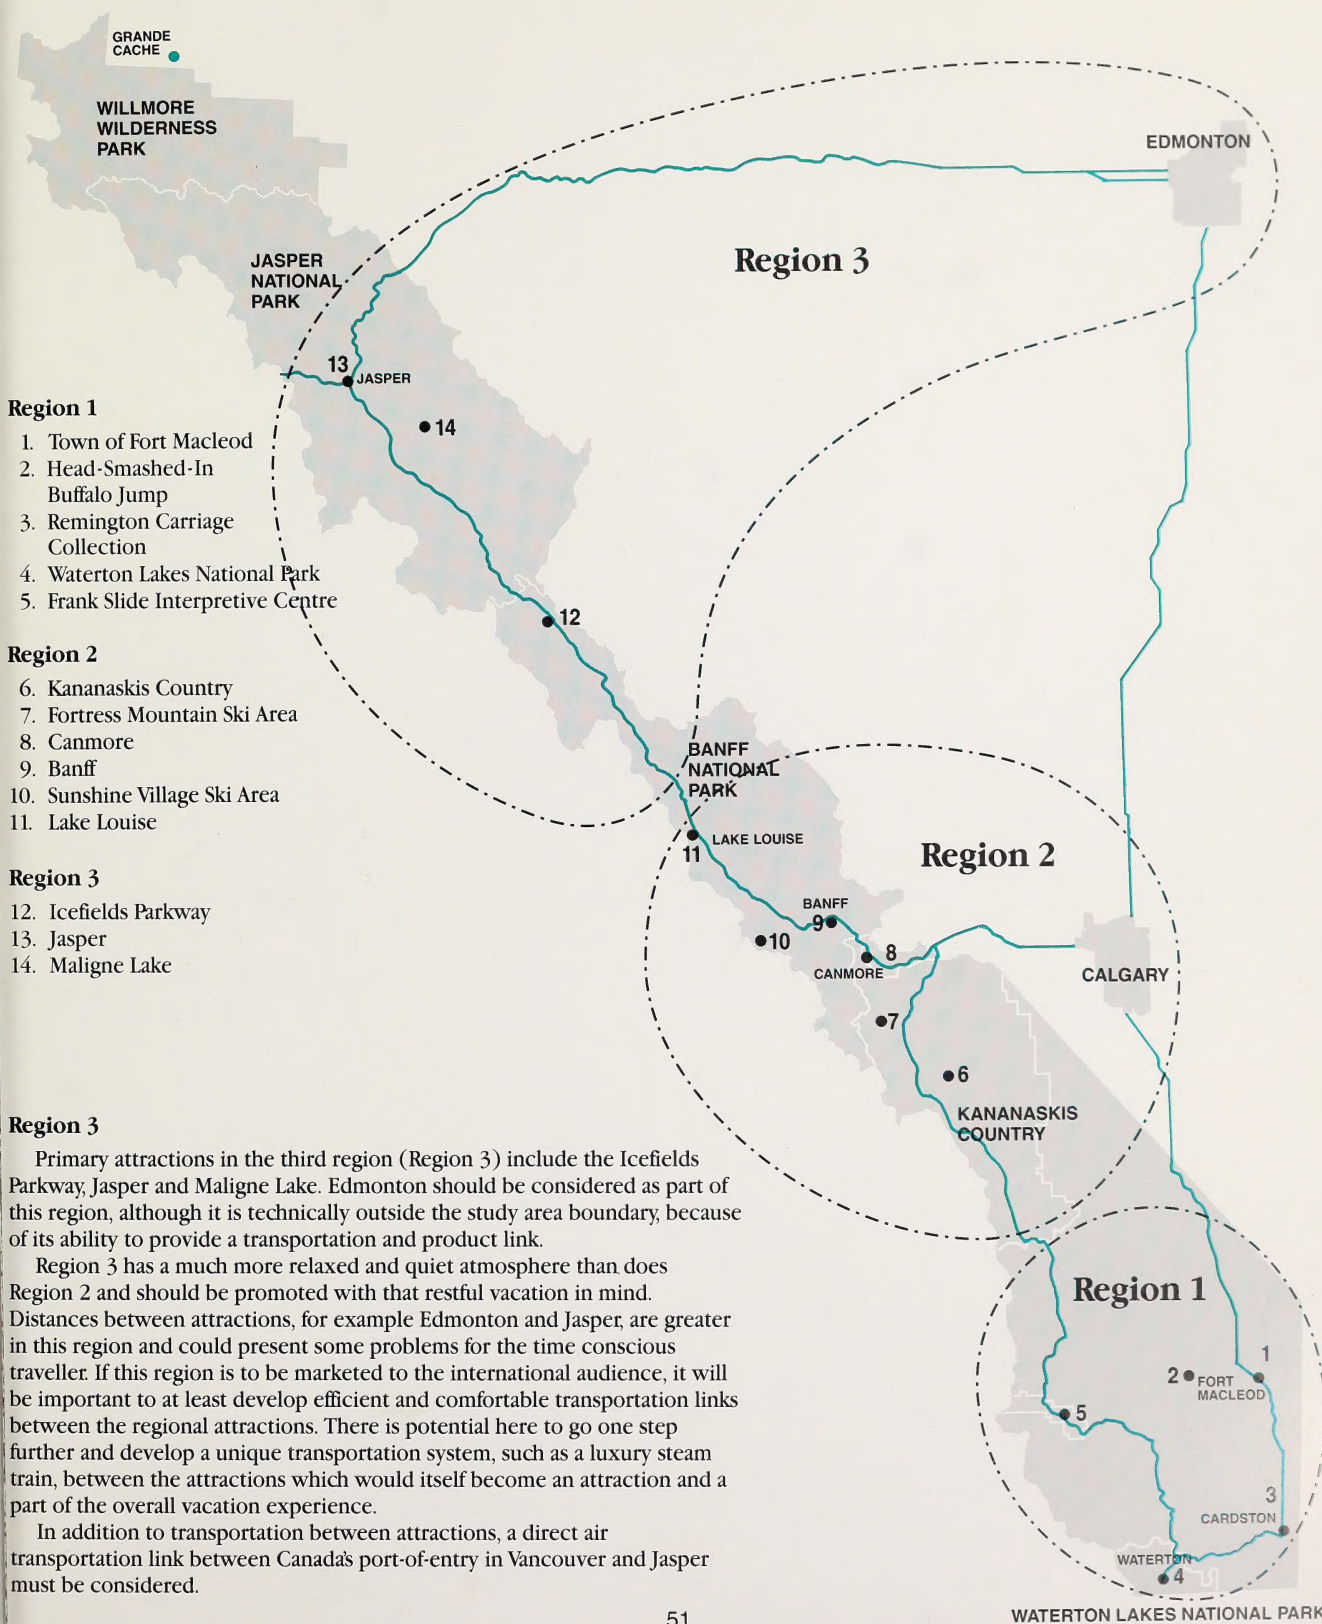 GRANDE
CACHE
WILLMORE
WILDERNESS
PARK
EDMONTON
JASPER
NATIONAL
PARK
Region 3
13
JASPER
14
Region 1
1. Town of Fort Macleod
2. Head-Smashed-In
Buffalo Jump
3. Remington Carriage
Collection
4. Waterton Lakes National Park
5. Frank Slide Interpretive Centre
12
Region 2
6. Kananaskis Country
7. Fortress Mountain Ski Area
8. Canmore
9. Banff
10. Sunshine Village Ski Area
11. Lake Louise
Region 3
12. Icefields Parkway
13. Jasper
14. Maligne Lake
BANFF
NATIONAL
PARK
LAKE LOUISE
11
Region 2
BANFF
9
10
8
CANMORE
CALGARY
7
6
KANANASKIS
COUNTRY
Region 3
Primary attractions in the third region (Region 3) include the Icefields
Parkway, Jasper and Maligne Lake. Edmonton should be considered as part of
this region, although it is technically outside the study area boundary, because
of its ability to provide a transportation and product link.
Region 3 has a much more relaxed and quiet atmosphere than does
Region 2 and should be promoted with that restful vacation in mind.
Distances between attractions, for example Edmonton and Jasper, are greater
in this region and could present some problems for the time conscious
traveller. If this region is to be marketed to the international audience, it will
be important to at least develop efficient and comfortable transportation links
between the regional attractions. There is potential here to go one step
further and develop a unique transportation system, such as a luxury steam
train, between the attractions which would itself become an attraction and a
part of the overall vacation experience.
In addition to transportation between attractions, a direct air
transportation link between Canada's port-of-entry in Vancouver and Jasper
must be considered.
Region 1
1
2
FORT
MACLEOD
5
3
CARDSTON
WATERTON
4
WATERTON LAKES NATIONAL PARK
51